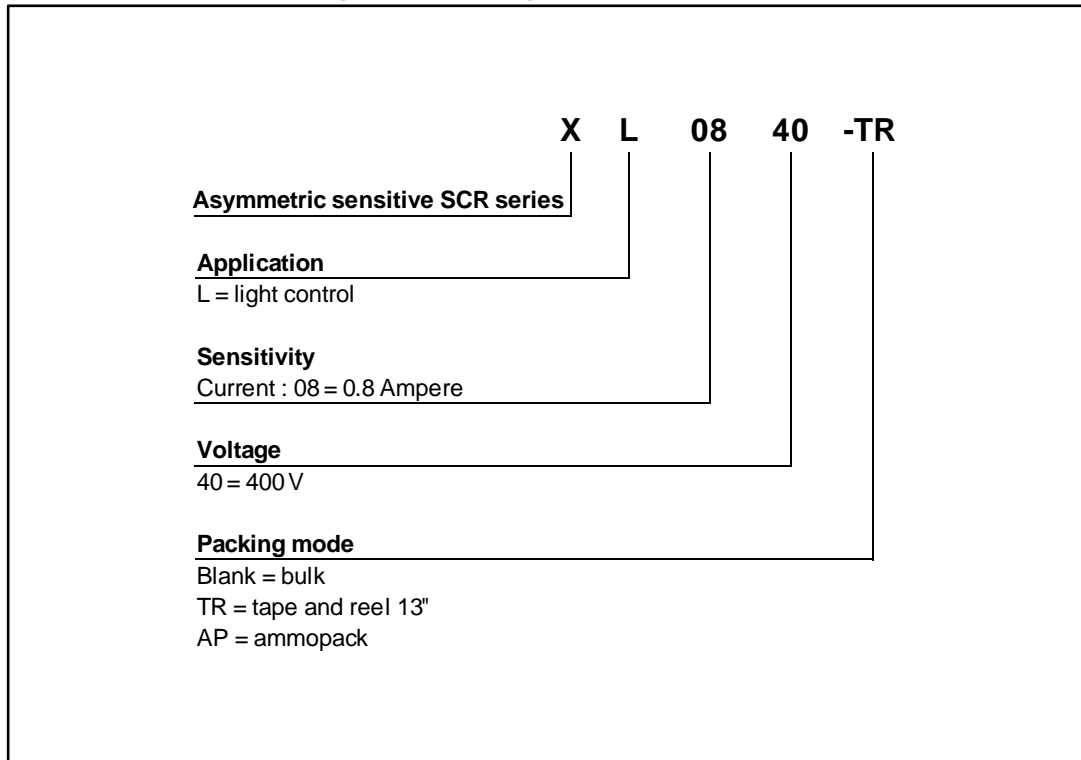 X L 08 40 -TR
Asymmetric sensitive SCR series
Application
L = light control
Sensitivity
Current : 08 = 0.8 Ampere
Voltage
40 = 400 V
Packing mode
Blank = bulk
TR = tape and reel 13"
AP = ammopack